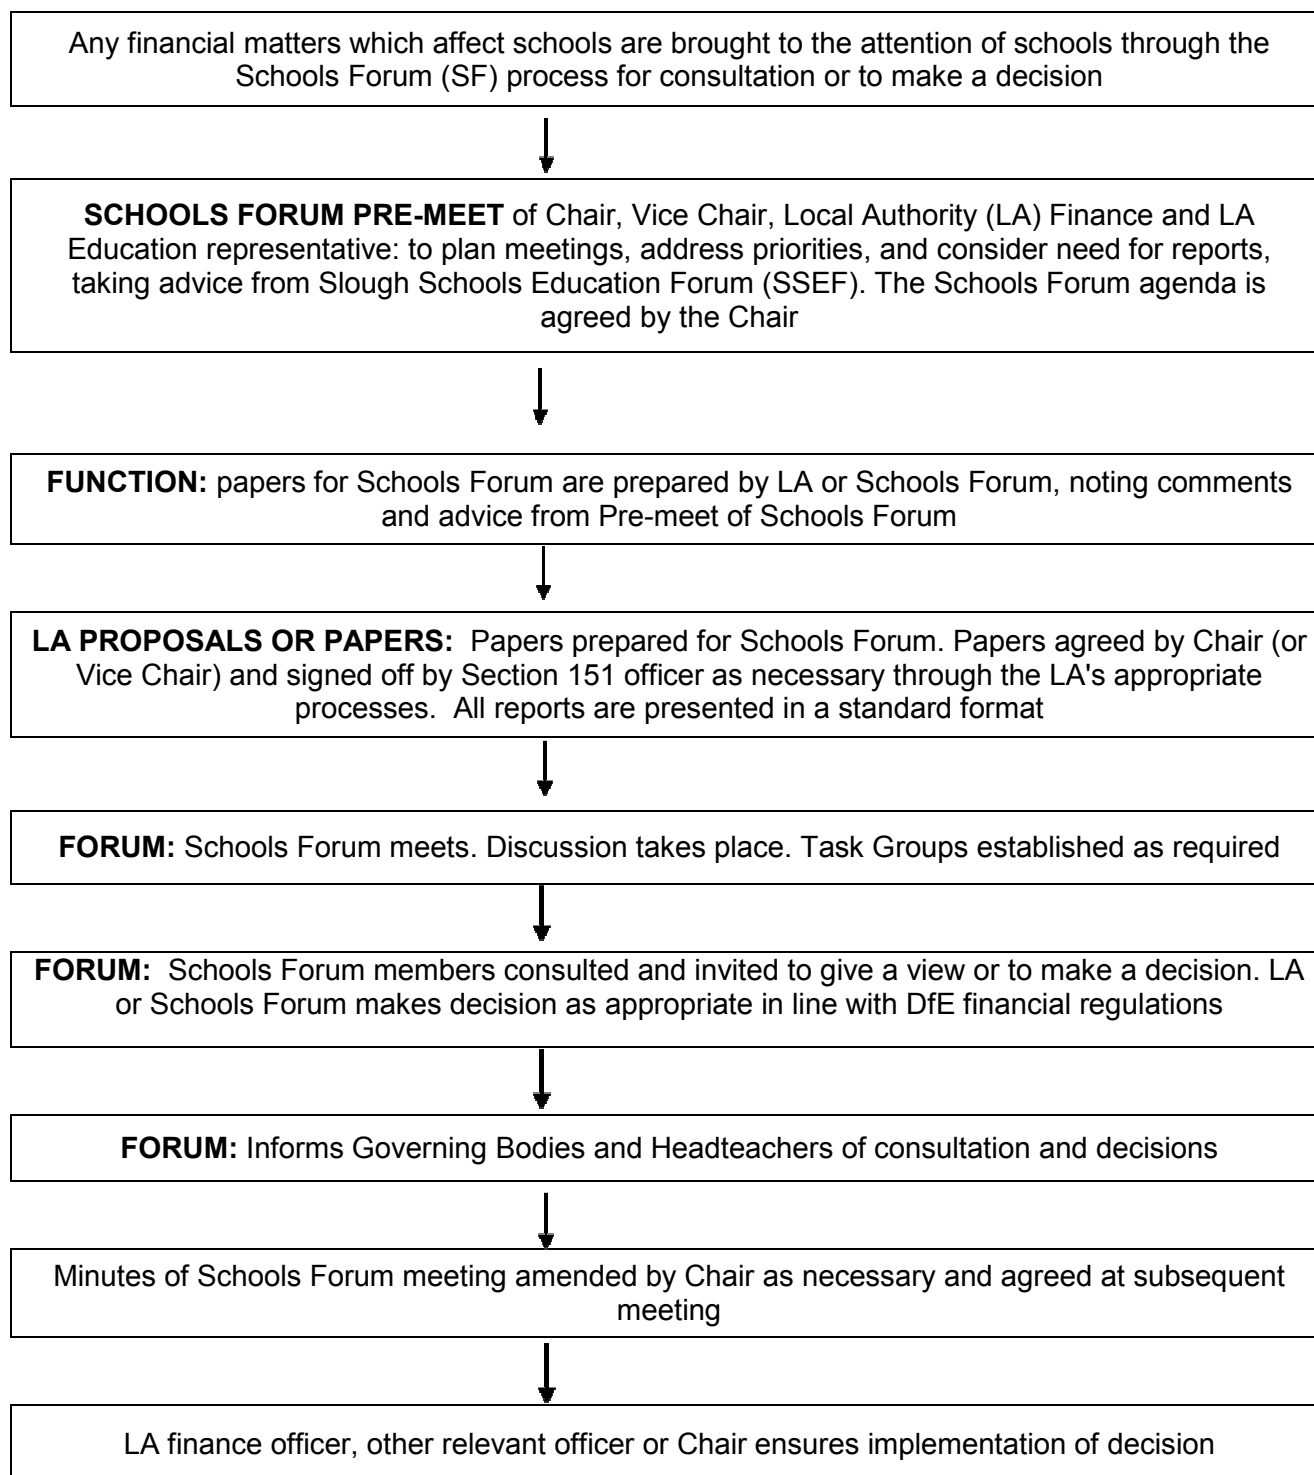 Any financial matters which affect schools are brought to the attention of schools through the
Schools Forum (SF) process for consultation or to make a decision
SCHOOLS FORUM PRE-MEET of Chair, Vice Chair, Local Authority (LA) Finance and LA
Education representative: to plan meetings, address priorities, and consider need for reports,
taking advice from Slough Schools Education Forum (SSEF). The Schools Forum agenda is
agreed by the Chair
FUNCTION: papers for Schools Forum are prepared by LA or Schools Forum, noting comments
and advice from Pre-meet of Schools Forum
LA PROPOSALS OR PAPERS:  Papers prepared for Schools Forum. Papers agreed by Chair (or
Vice Chair) and signed off by Section 151 officer as necessary through the LA's appropriate
processes.  All reports are presented in a standard format
FORUM: Schools Forum meets. Discussion takes place. Task Groups established as required
FORUM:  Schools Forum members consulted and invited to give a view or to make a decision. LA
or Schools Forum makes decision as appropriate in line with DfE financial regulations
FORUM: Informs Governing Bodies and Headteachers of consultation and decisions
Minutes of Schools Forum meeting amended by Chair as necessary and agreed at subsequent
meeting
LA finance officer, other relevant officer or Chair ensures implementation of decision